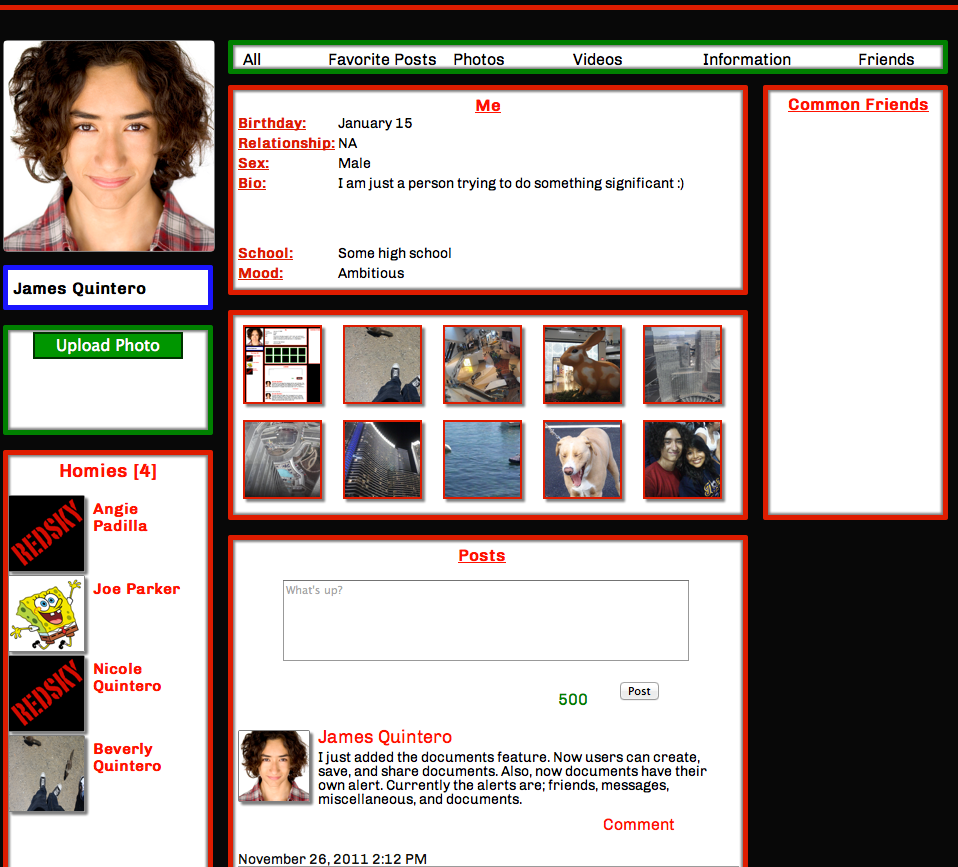 All Favorite Posts Photos Videos Information Friends
Me
Birthday: January 15
Relationship: NA
Sex: Male
Bio: I am just a person trying to do something significant :)
School: Some high school
Mood: Ambitious
Common Friends
James Quintero
Upload Photo
Homies [4]
REDSKY
Angie
Padilla
Joe Parker
REDSKY
Nicole
Quintero
Beverly
Quintero
Posts
What's up?
500 Post
James Quintero
I just added the documents feature. Now users can create,
save, and share documents. Also, now documents have their
own alert. Currently the alerts are; friends, messages,
miscellaneous, and documents.
Comment
November 26, 2011 2:12 PM